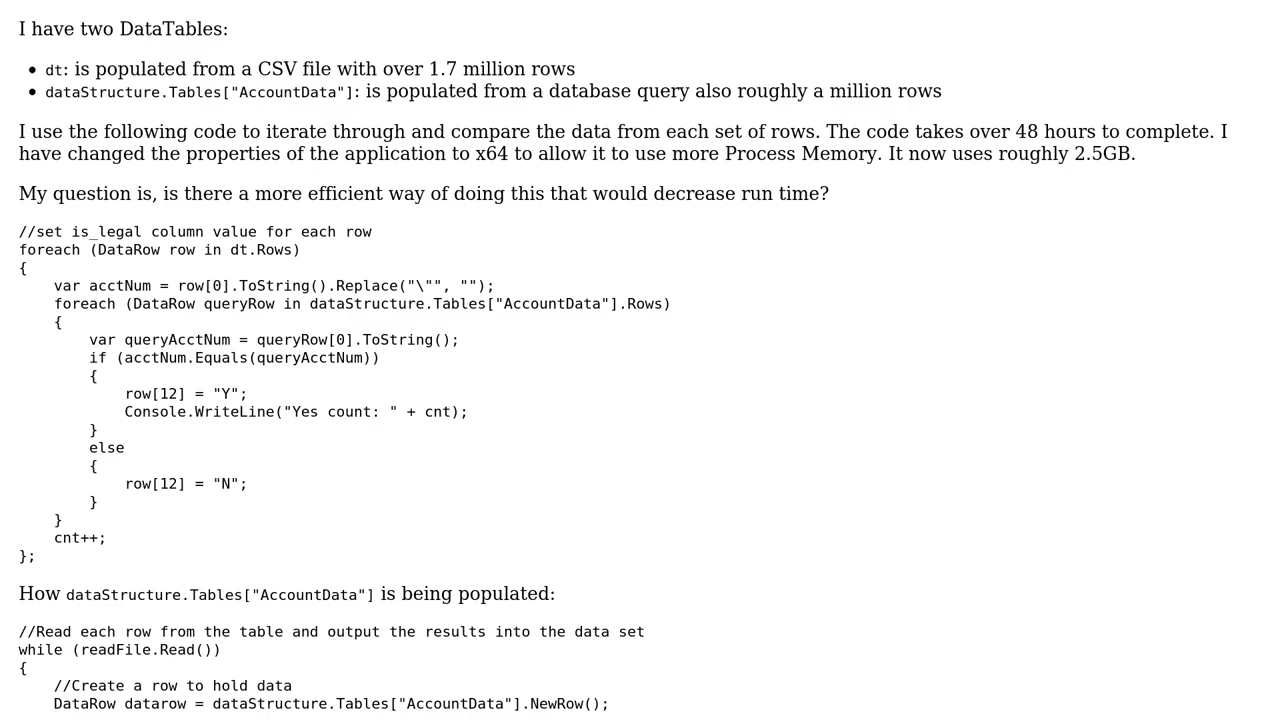 I have two DataTables:
dt: is populated from a CSV file with over 1.7 million rows
dataStructure.Tables["AccountData"]: is populated from a database query also roughly a million rows
I use the following code to iterate through and compare the data from each set of rows. The code takes over 48 hours to complete. I
have changed the properties of the application to x64 to allow it to use more Process Memory. It now uses roughly 2.5GB.
My question is, is there a more efficient way of doing this that would decrease run time?
//set is_legal column value for each row
foreach (DataRow row in dt.Rows)
{
    var acctNum = row[0].ToString().Replace("\"", "");
    foreach (DataRow queryRow in dataStructure.Tables["AccountData"].Rows)
    {
        var queryAcctNum = queryRow[0].ToString();
        if (acctNum.Equals(queryAcctNum))
        {
            row[12] = "Y";
            Console.WriteLine("Yes count: " + cnt);
        }
        else
        {
            row[12] = "N";
        }
    }
    cnt++;
};
How dataStructure.Tables["AccountData"] is being populated:
//Read each row from the table and output the results into the data set
while (readFile.Read())
{
    //Create a row to hold data
    DataRow datarow = dataStructure.Tables["AccountData"].NewRow();